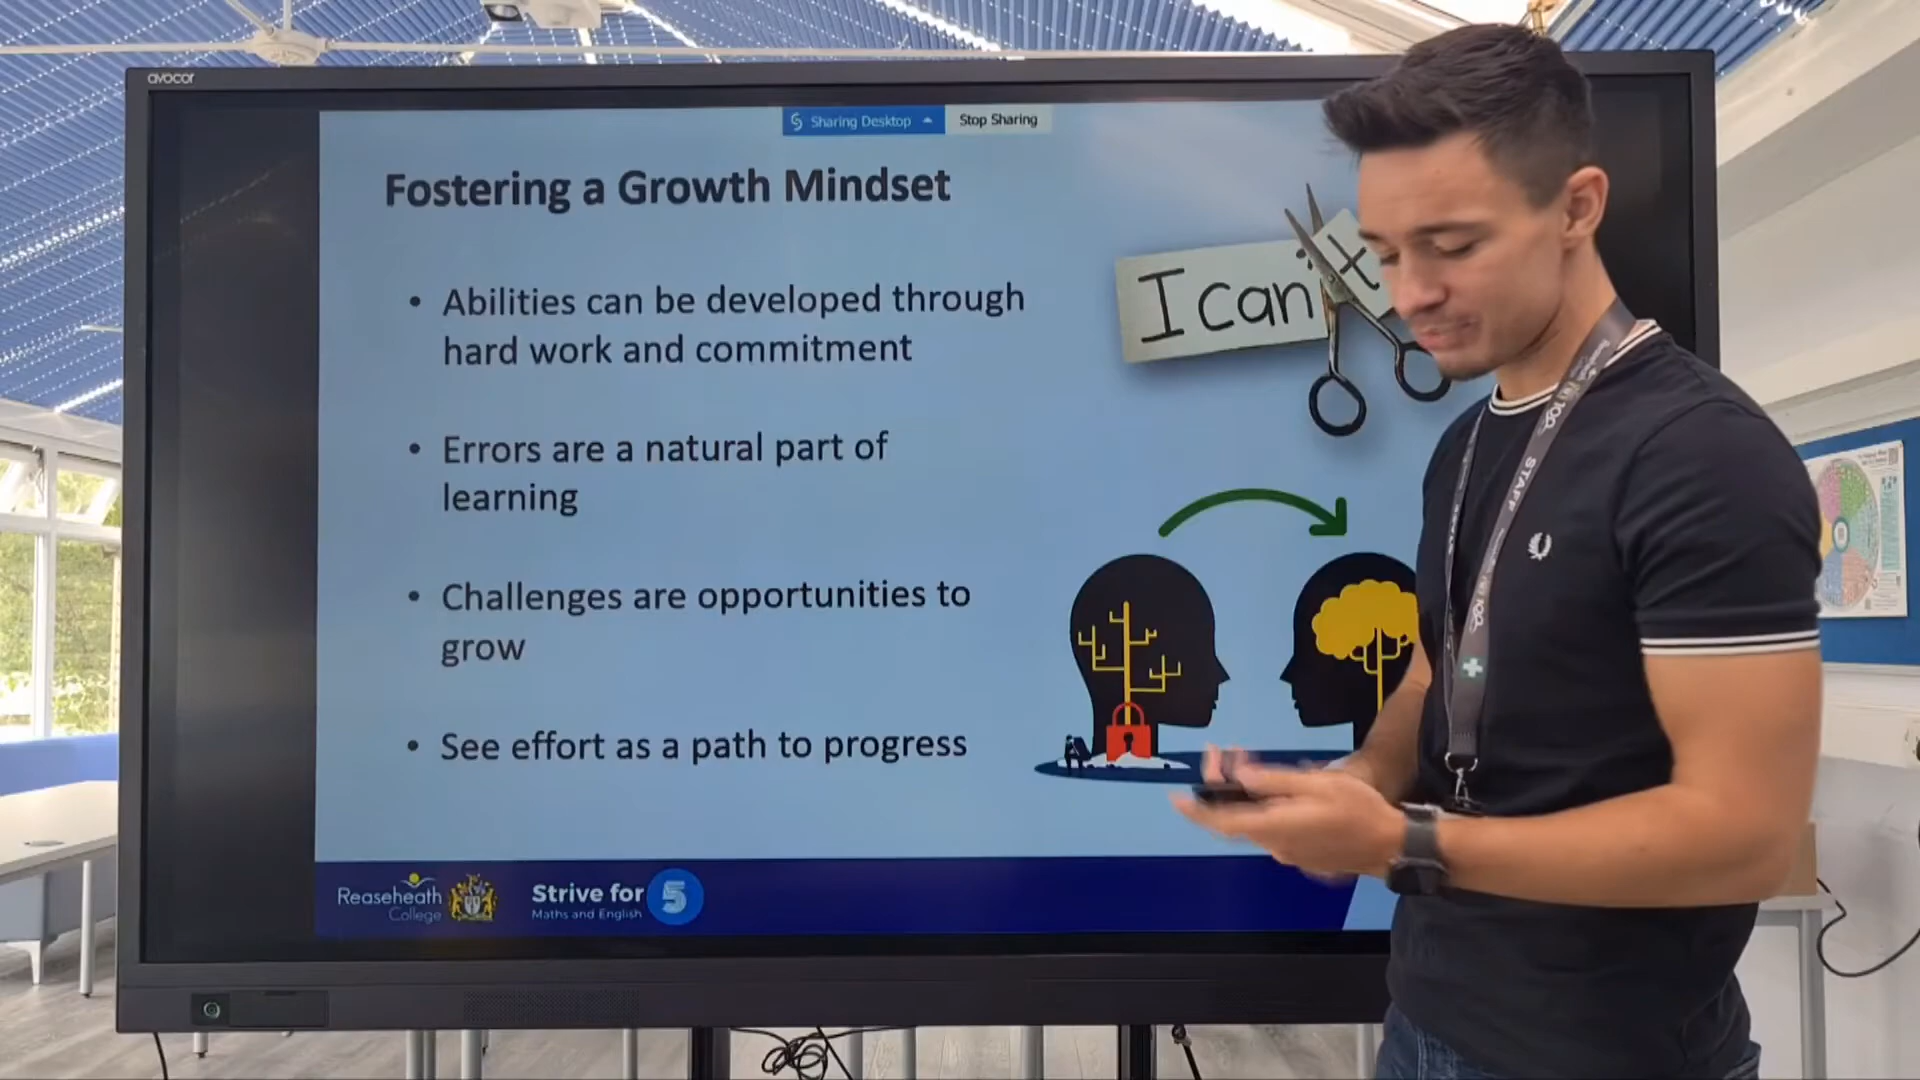 avocor
Sharing Desktop
Stop Sharing
Fostering a Growth Mindset
Abilities can be developed through
hard work and commitment
Errors are a natural part of
learning
Challenges are opportunities to
grow
See effort as a path to progress
I can't
STAFF
Reaseheath
College
Strive for 5
Maths and English